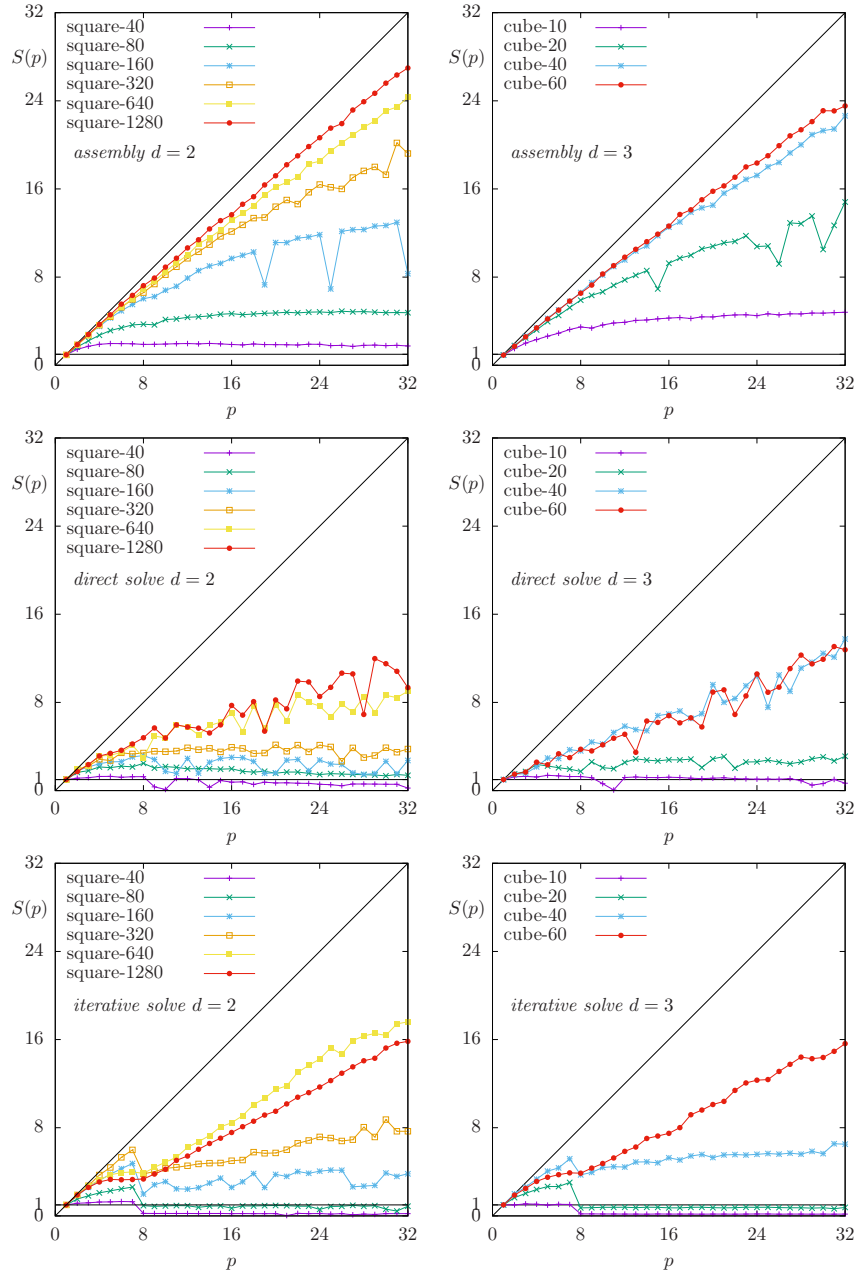 32
24
16
8
1
0
S(p)
square-40
square-80
square-160
square-320
square-640
square-1280
assembly d = 2
8
16
24
32
p
32
24
16
8
1
0
S(p)
cube-10
cube-20
cube-40
cube-60
assembly d = 3
8
16
24
32
p
32
24
16
8
1
0
S(p)
square-40
square-80
square-160
square-320
square-640
square-1280
direct solve d = 2
0
8
16
24
32
p
32
24
16
8
1
0
S(p)
cube-10
cube-20
cube-40
cube-60
direct solve d = 3
0
8
16
24
32
p
32
24
16
8
1
0
S(p)
square-40
square-80
square-160
square-320
square-640
square-1280
iterative solve d = 2
0
8
16
24
32
p
32
24
16
8
1
0
S(p)
cube-10
cube-20
cube-40
cube-60
iterative solve d = 3
0
8
16
24
32
p